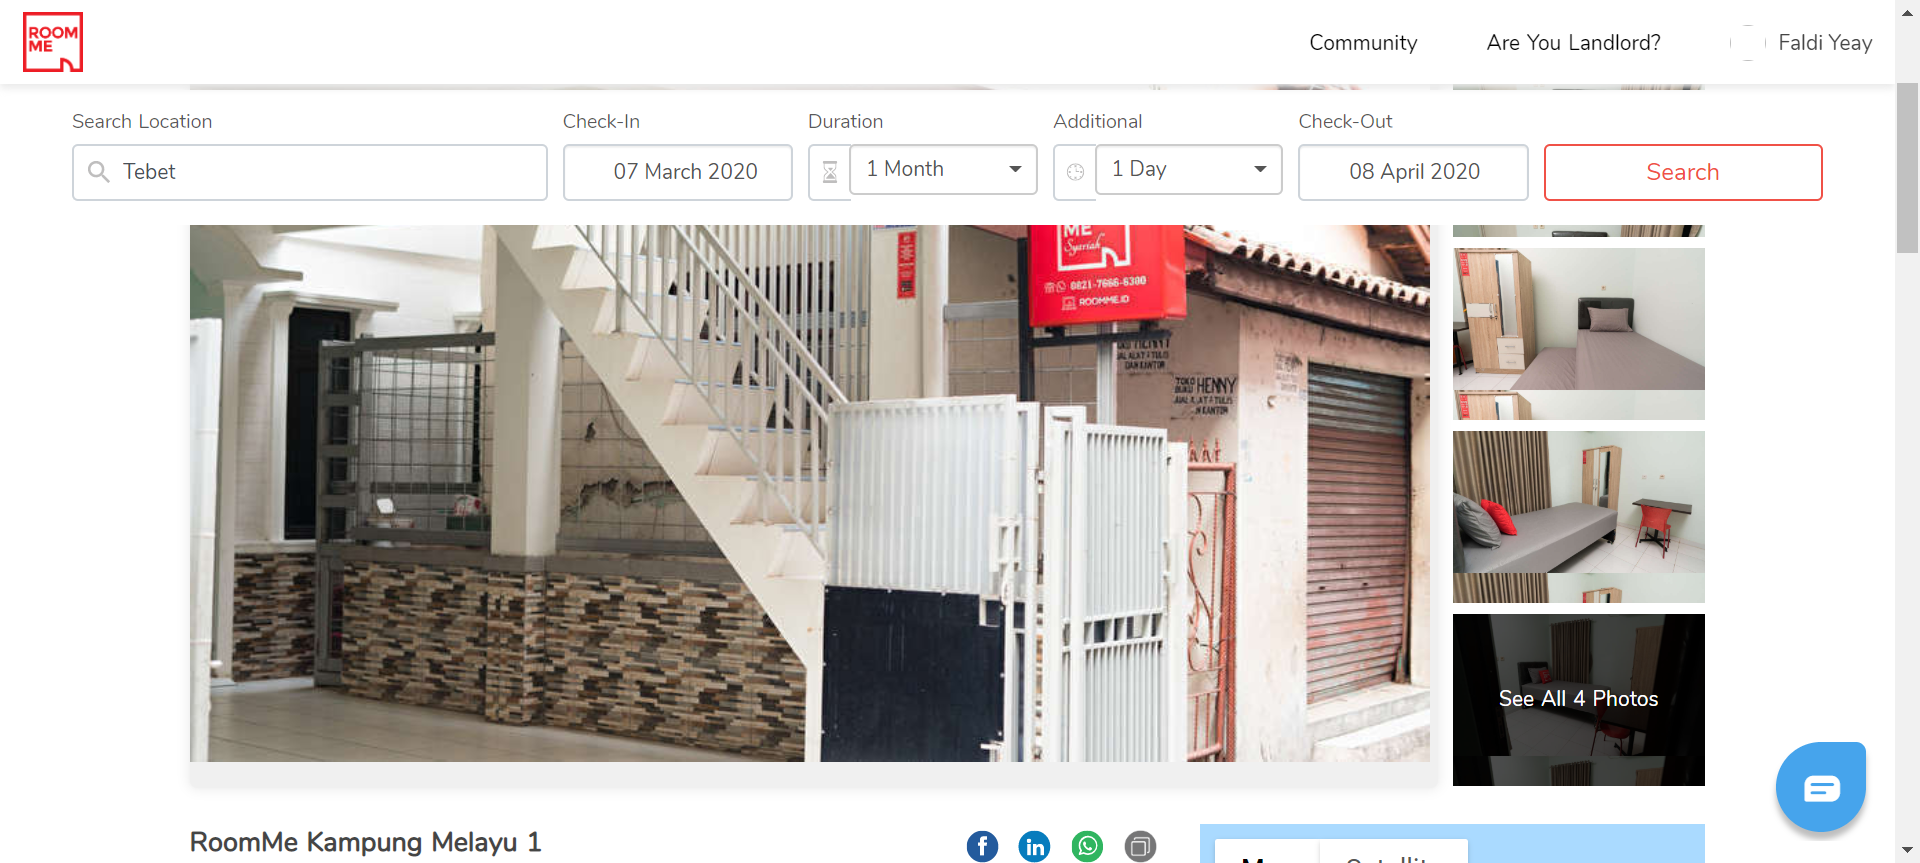 ROOM
ME
Community
Are You Landlord?
Faldi Yeay
Search Location
Check-In
Duration
Additional
Check-Out
Tebet
07 March 2020
1 Month
1 Day
08 April 2020
Search
ME
Syariah
0821-7666-6300
ROOMME.ID
TOKO HENNY
See All 4 Photos
RoomMe Kampung Melayu 1